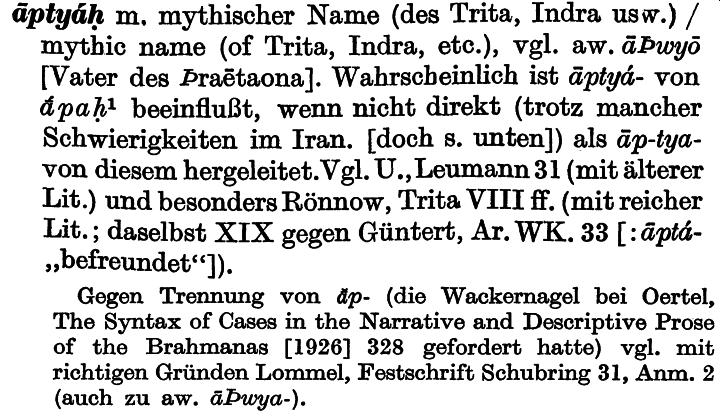 āptyáḥ m. mythischer Name (des Trita, Indra usw.) /
mythic name (of Trita, Indra, etc.), vgl. aw. āÞwyō
[Vater des Þraētaona]. Wahrscheinlich ist āptyá- von
ā́paḥ¹ beeinflußt, wenn nicht direkt (trotz mancher
Schwierigkeiten im Iran. [doch s. unten]) als āp-tya-
von diesem hergeleitet. Vgl. U., Leumann 31 (mit älterer
Lit.) und besonders Rönnow, Trita VIII ff. (mit reicher
Lit.; daselbst XIX gegen Güntert, Ar. WK. 33 [: āptá-
„befreundet“]).
Gegen Trennung von ā̆p- (die Wackernagel bei Oertel,
The Syntax of Cases in the Narrative and Descriptive Prose
of the Brahmanas [1926] 328 gefordert hatte) vgl. mit
richtigen Gründen Lommel, Festschrift Schubring 31, Anm. 2
(auch zu aw. āÞwya-).